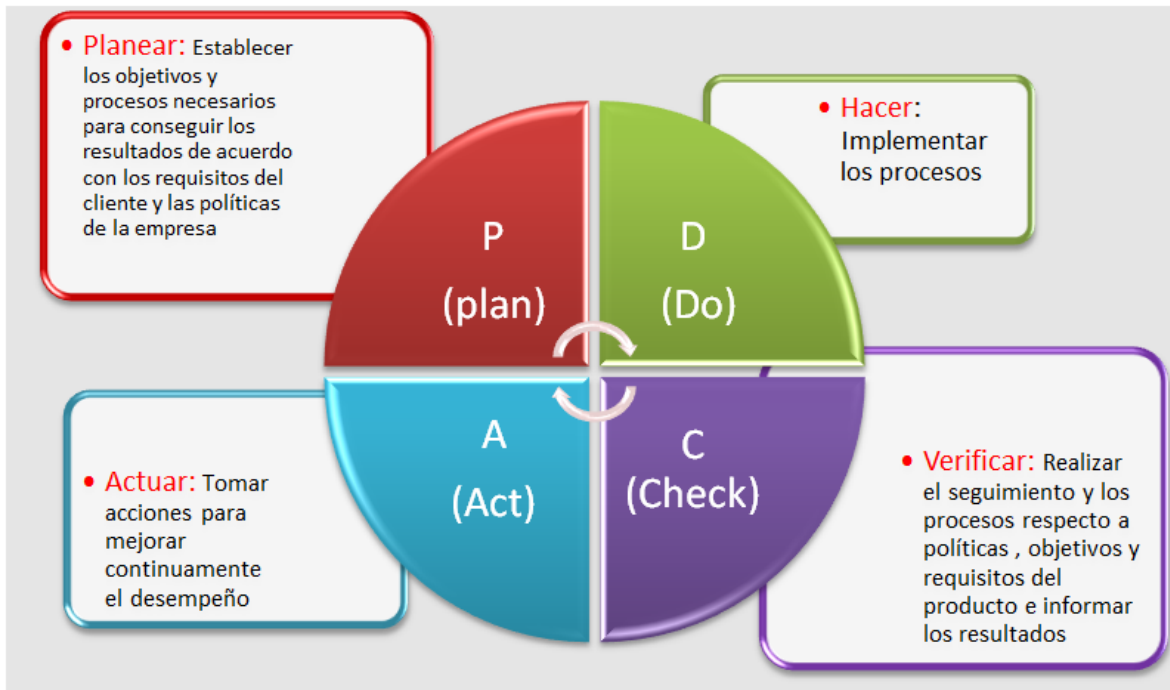 • Planear: Establecer
los objetivos y
procesos necesarios
para conseguir los
resultados de acuerdo
con los requisitos del
cliente y las políticas
de la empresa
• Hacer:
Implementar
los procesos
P
(plan)
D
(Do)
A
(Act)
C
(Check)
• Actuar: Tomar
acciones para
mejorar
continuamente
el desempeño
• Verificar: Realizar
el seguimiento y los
procesos respecto a
políticas , objetivos y
requisitos del
producto e informar
los resultados